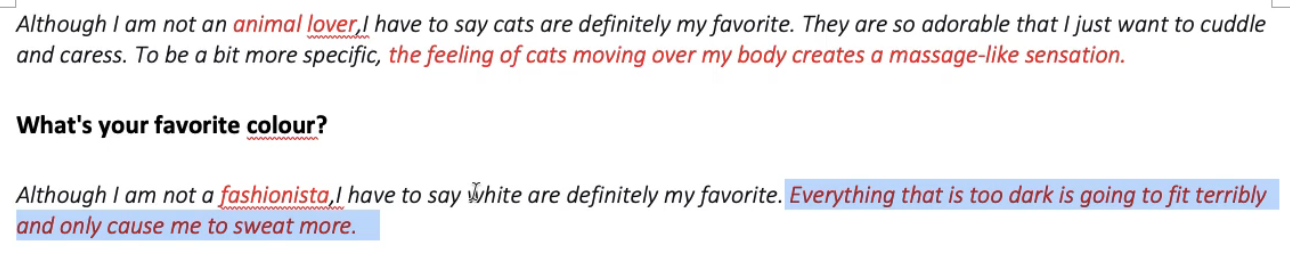 Although I am not an animal lover,I have to say cats are definitely my favorite. They are so adorable that I just want to cuddle
and caress. To be a bit more specific, the feeling of cats moving over my body creates a massage-like sensation.
What's your favorite colour?
Although I am not a fashionista,I have to say white are definitely my favorite. Everything that is too dark is going to fit terribly
and only cause me to sweat more.